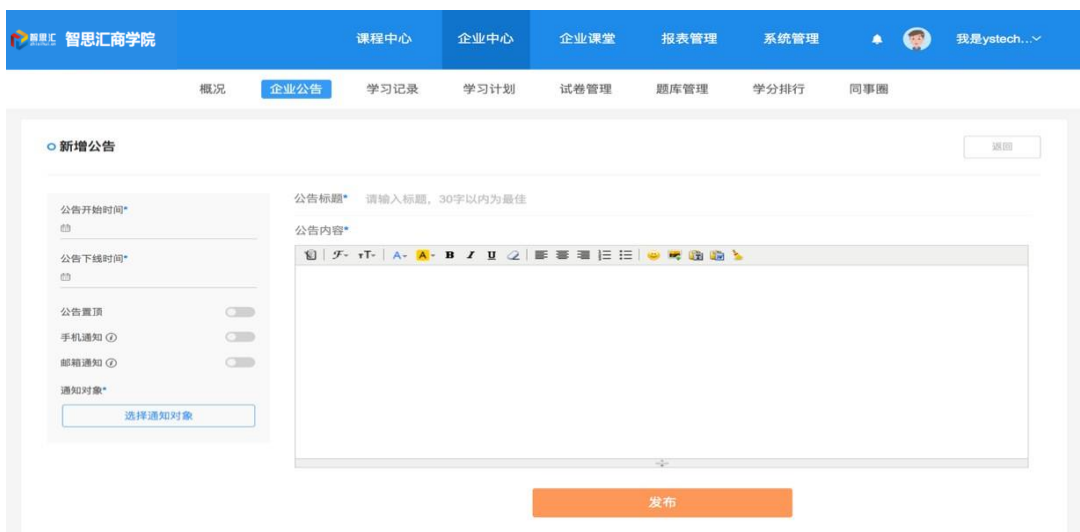 智思汇 智思汇商学院 课程中心 企业中心 企业课堂 报表管理 系统管理 我是ystech...
概况 企业公告 学习记录 学习计划 试卷管理 题库管理 学分排行 同事圈
新增公告 返回
公告标题* 请输入标题，30字以内为最佳
公告开始时间*
公告内容*
公告下线时间*
公告置顶
手机通知
邮箱通知
通知对象*
选择通知对象
发布